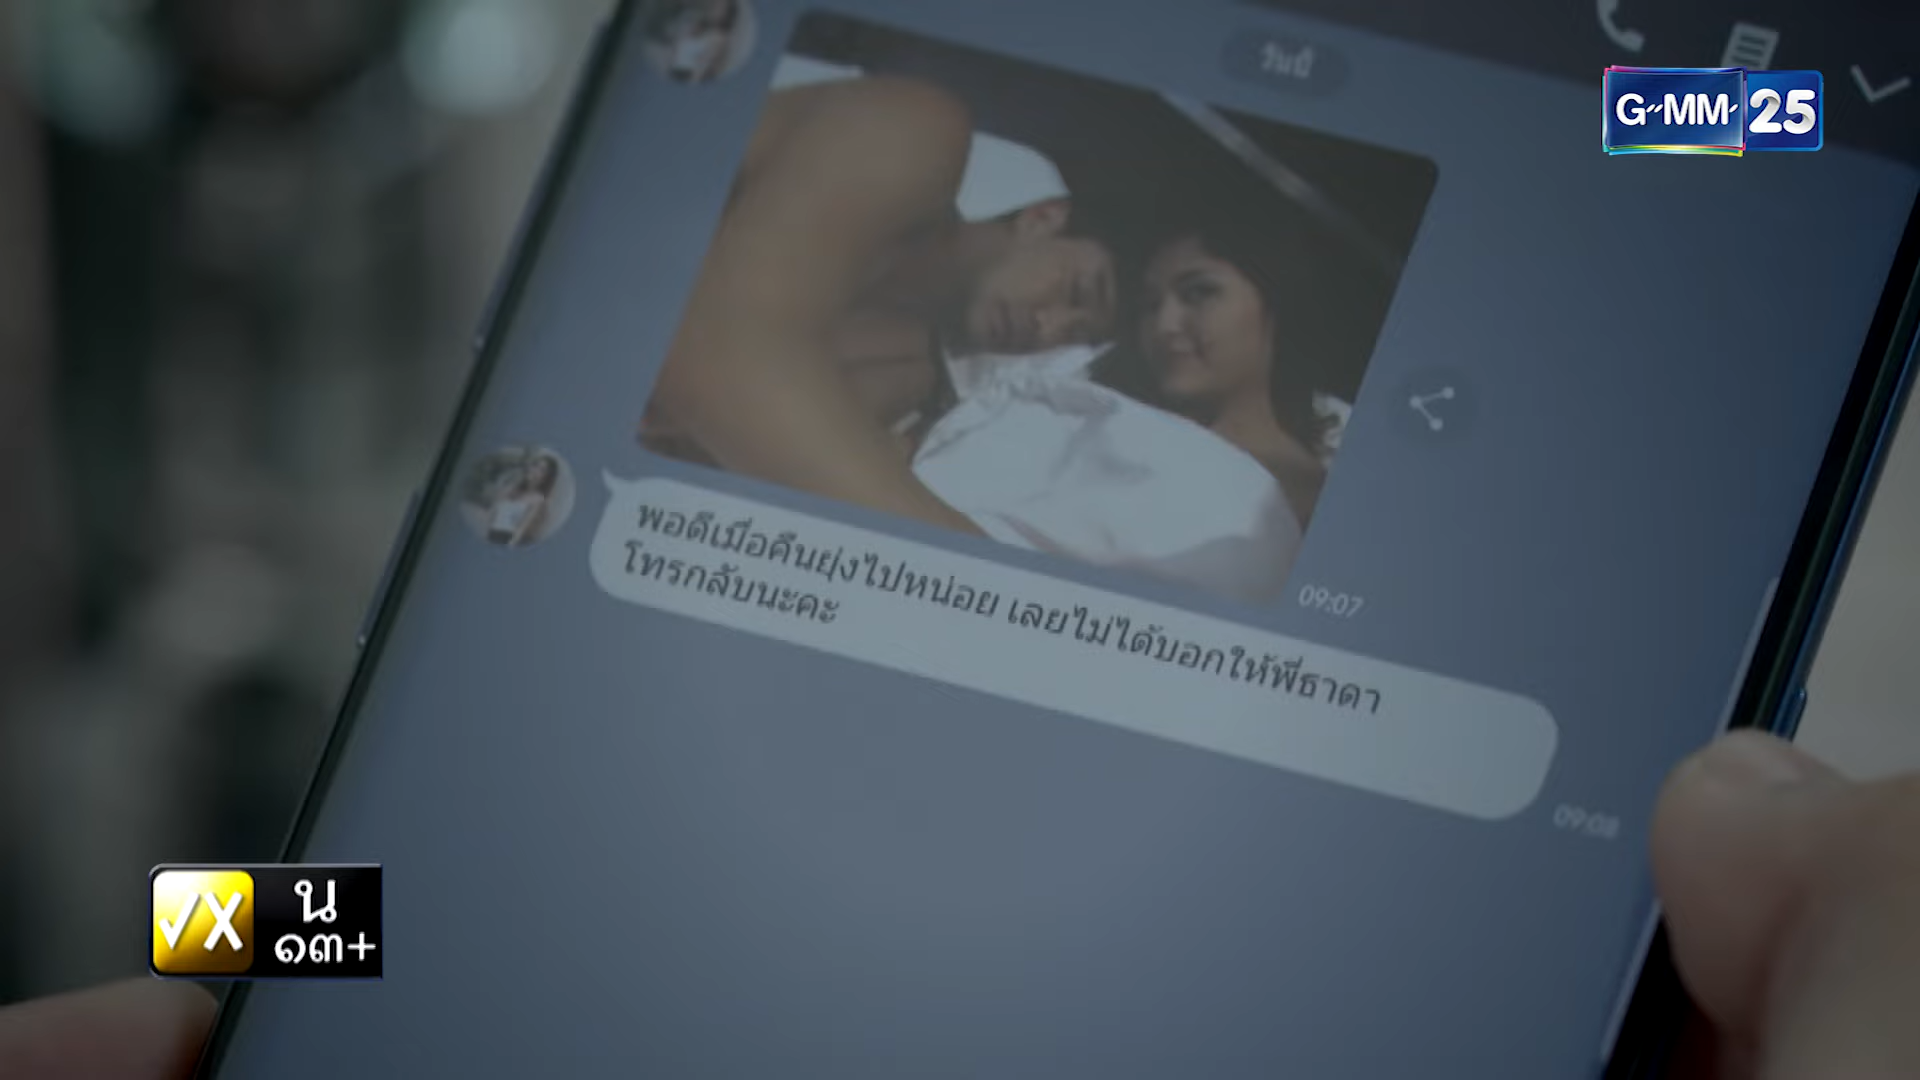 วันนี้
G-MM 25
09:07
พอดีเมื่อคืนยุ่งไปหน่อย เลยไม่ได้บอกให้พี่ธาดา
โทรกลับนะคะ
09:08
√X
น
๑๓+